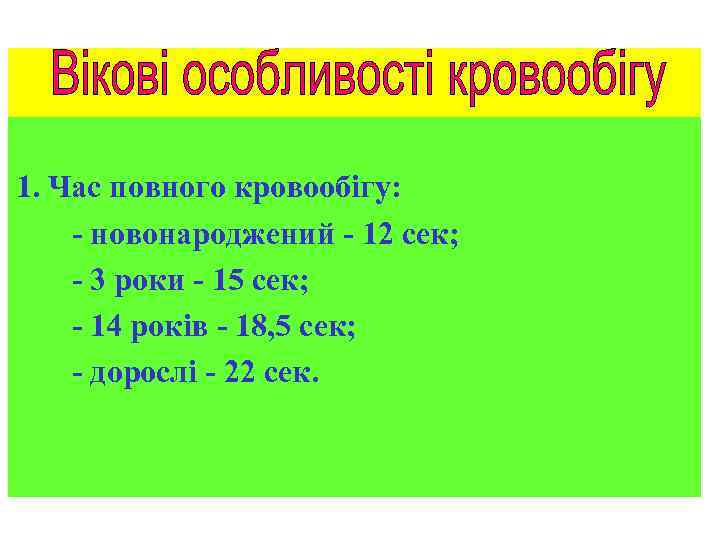 Вікові особливості кровообігу
1. Час повного кровообігу:
- новонароджений - 12 сек;
- 3 роки - 15 сек;
- 14 років - 18,5 сек;
- дорослі - 22 сек.